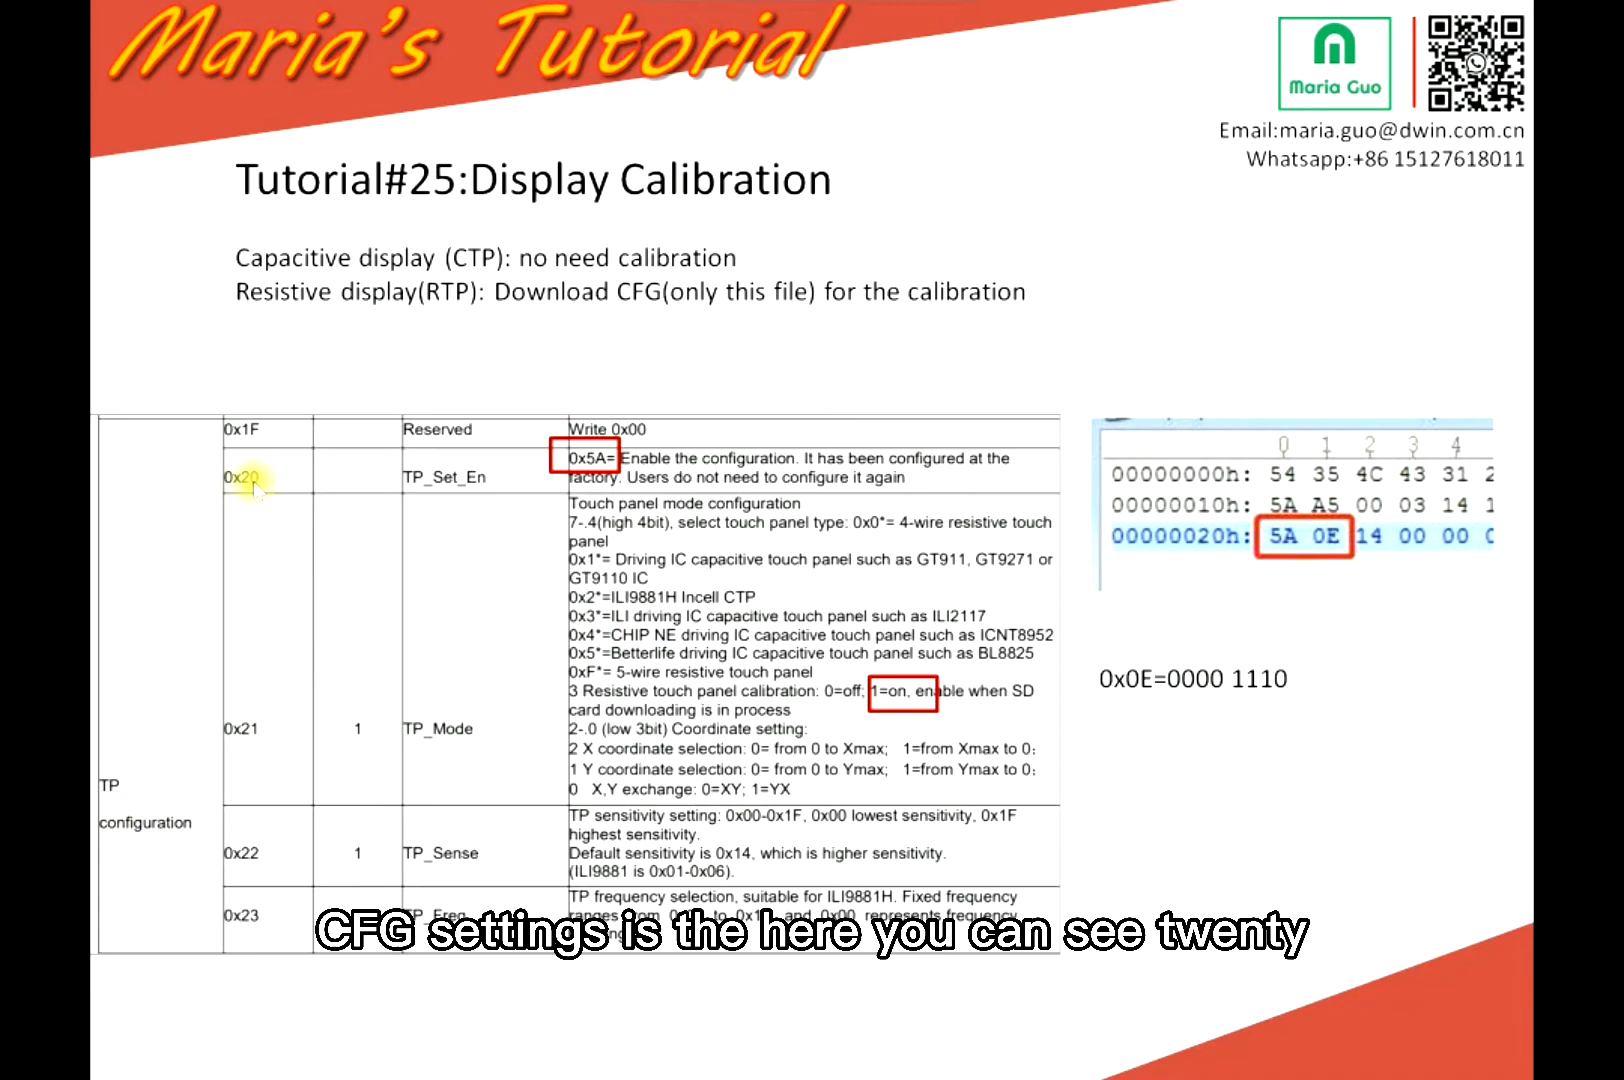 Maria's Tutorial
Maria Guo
Email:maria.guo@dwin.com.cn
Whatsapp:+86 15127618011
Tutorial#25:Display Calibration
Capacitive display (CTP): no need calibration
Resistive display(RTP): Download CFG(only this file) for the calibration
0x1F Reserved Write 0x00
0x20 TP_Set_En 0x5A= Enable the configuration. It has been configured at the
factory. Users do not need to configure it again
Touch panel mode configuration
7-.4(high 4bit), select touch panel type: 0x0*= 4-wire resistive touch
panel
0x1*= Driving IC capacitive touch panel such as GT911, GT9271 or
GT9110 IC
0x2*=ILI9881H Incell CTP
0x3*=ILI driving IC capacitive touch panel such as ILI2117
0x4*=CHIP NE driving IC capacitive touch panel such as ICNT8952
0x5*=Betterlife driving IC capacitive touch panel such as BL8825
0xF*= 5-wire resistive touch panel
3 Resistive touch panel calibration: 0=off; 1=on, enable when SD
card downloading is in process
0x21 1 TP_Mode 2-.0 (low 3bit) Coordinate setting:
2 X coordinate selection: 0= from 0 to Xmax; 1=from Xmax to 0;
1 Y coordinate selection: 0= from 0 to Ymax; 1=from Ymax to 0;
0 X,Y exchange: 0=XY; 1=YX
TP
configuration
TP sensitivity setting: 0x00-0x1F, 0x00 lowest sensitivity, 0x1F
highest sensitivity.
0x22 1 TP_Sense Default sensitivity is 0x14, which is higher sensitivity.
(ILI9881 is 0x01-0x06).
TP frequency selection, suitable for ILI9881H. Fixed frequency
0x23 TP_Freq ranges from to and 0x00 represents frequency
CFG settings is the here you can see twenty
0 1 2 3 4
00000000h: 54 35 4C 43 31 2
00000010h: 5A A5 00 03 14 1
00000020h: 5A 0E 14 00 00
0x0E=0000 1110